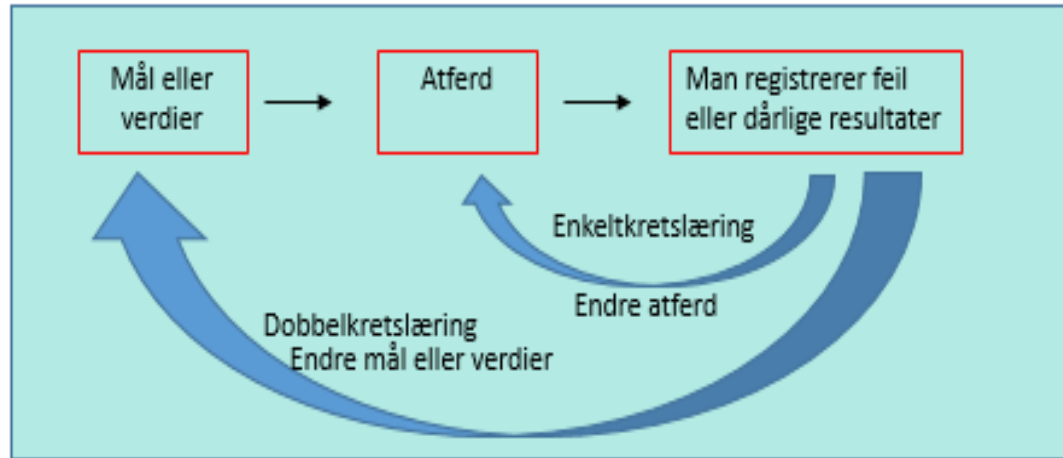 Mål eller
verdier
Atferd
Man registrerer feil
eller dårlige resultater
Enkeltkretslæring
Endre atferd
Dobbelkretslæring
Endre mål eller verdier